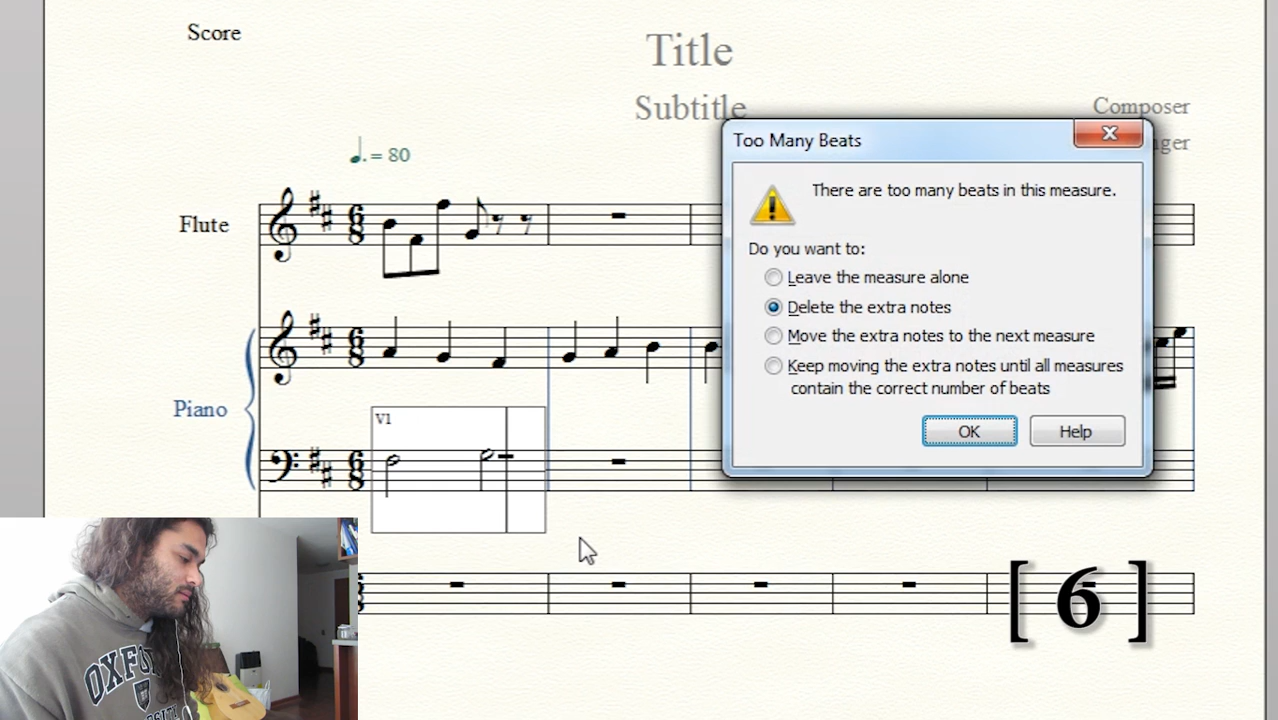 Score
Title
Subtitle
Composer
nger
= 80
Flute
Piano
V1
Too Many Beats
There are too many beats in this measure.
Do you want to:
Leave the measure alone
Delete the extra notes
Move the extra notes to the next measure
Keep moving the extra notes until all measures
contain the correct number of beats
OK
Help
[ 6 ]